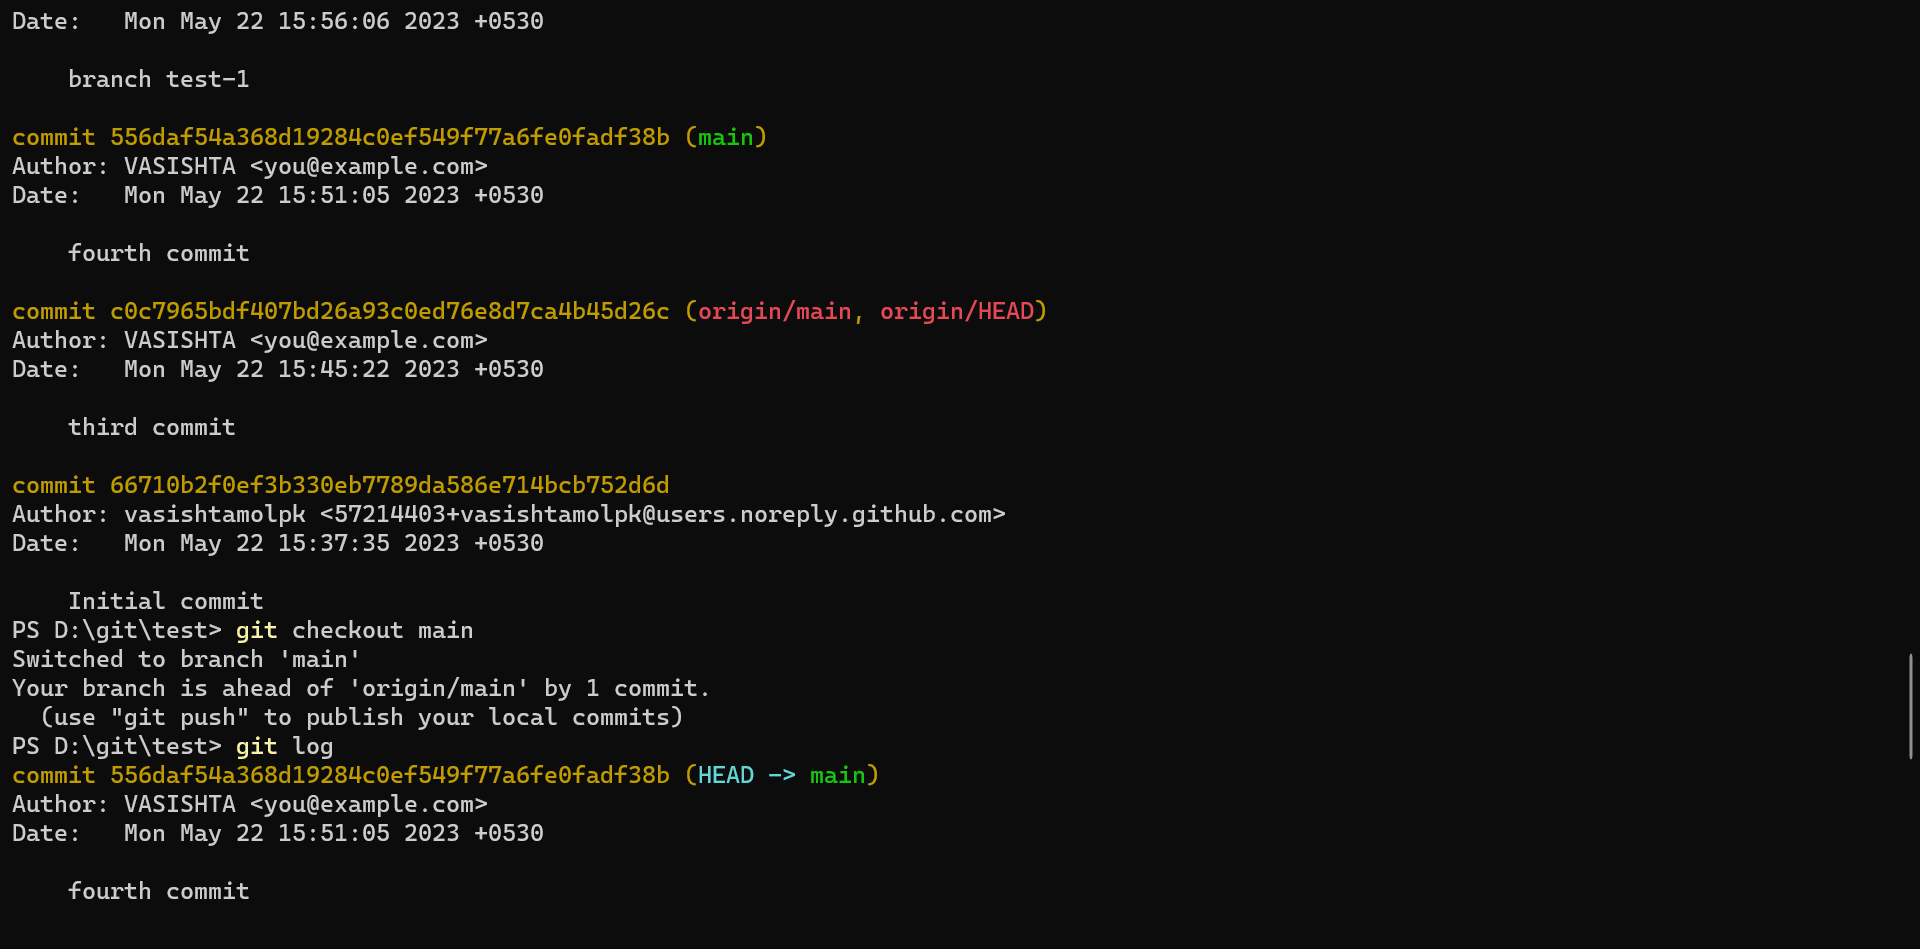 Date:   Mon May 22 15:56:06 2023 +0530
    branch test-1
commit 556daf54a368d19284c0ef549f77a6fe0fadf38b (main)
Author: VASISHTA <you@example.com>
Date:   Mon May 22 15:51:05 2023 +0530
    fourth commit
commit c0c7965bdf407bd26a93c0ed76e8d7ca4b45d26c (origin/main, origin/HEAD)
Author: VASISHTA <you@example.com>
Date:   Mon May 22 15:45:22 2023 +0530
    third commit
commit 66710b2f0ef3b330eb7789da586e714bcb752d6d
Author: vasishtamolpk <57214403+vasishtamolpk@users.noreply.github.com>
Date:   Mon May 22 15:37:35 2023 +0530
    Initial commit
PS D:\git\test> git checkout main
Switched to branch 'main'
Your branch is ahead of 'origin/main' by 1 commit.
  (use "git push" to publish your local commits)
PS D:\git\test> git log
commit 556daf54a368d19284c0ef549f77a6fe0fadf38b (HEAD -> main)
Author: VASISHTA <you@example.com>
Date:   Mon May 22 15:51:05 2023 +0530
    fourth commit